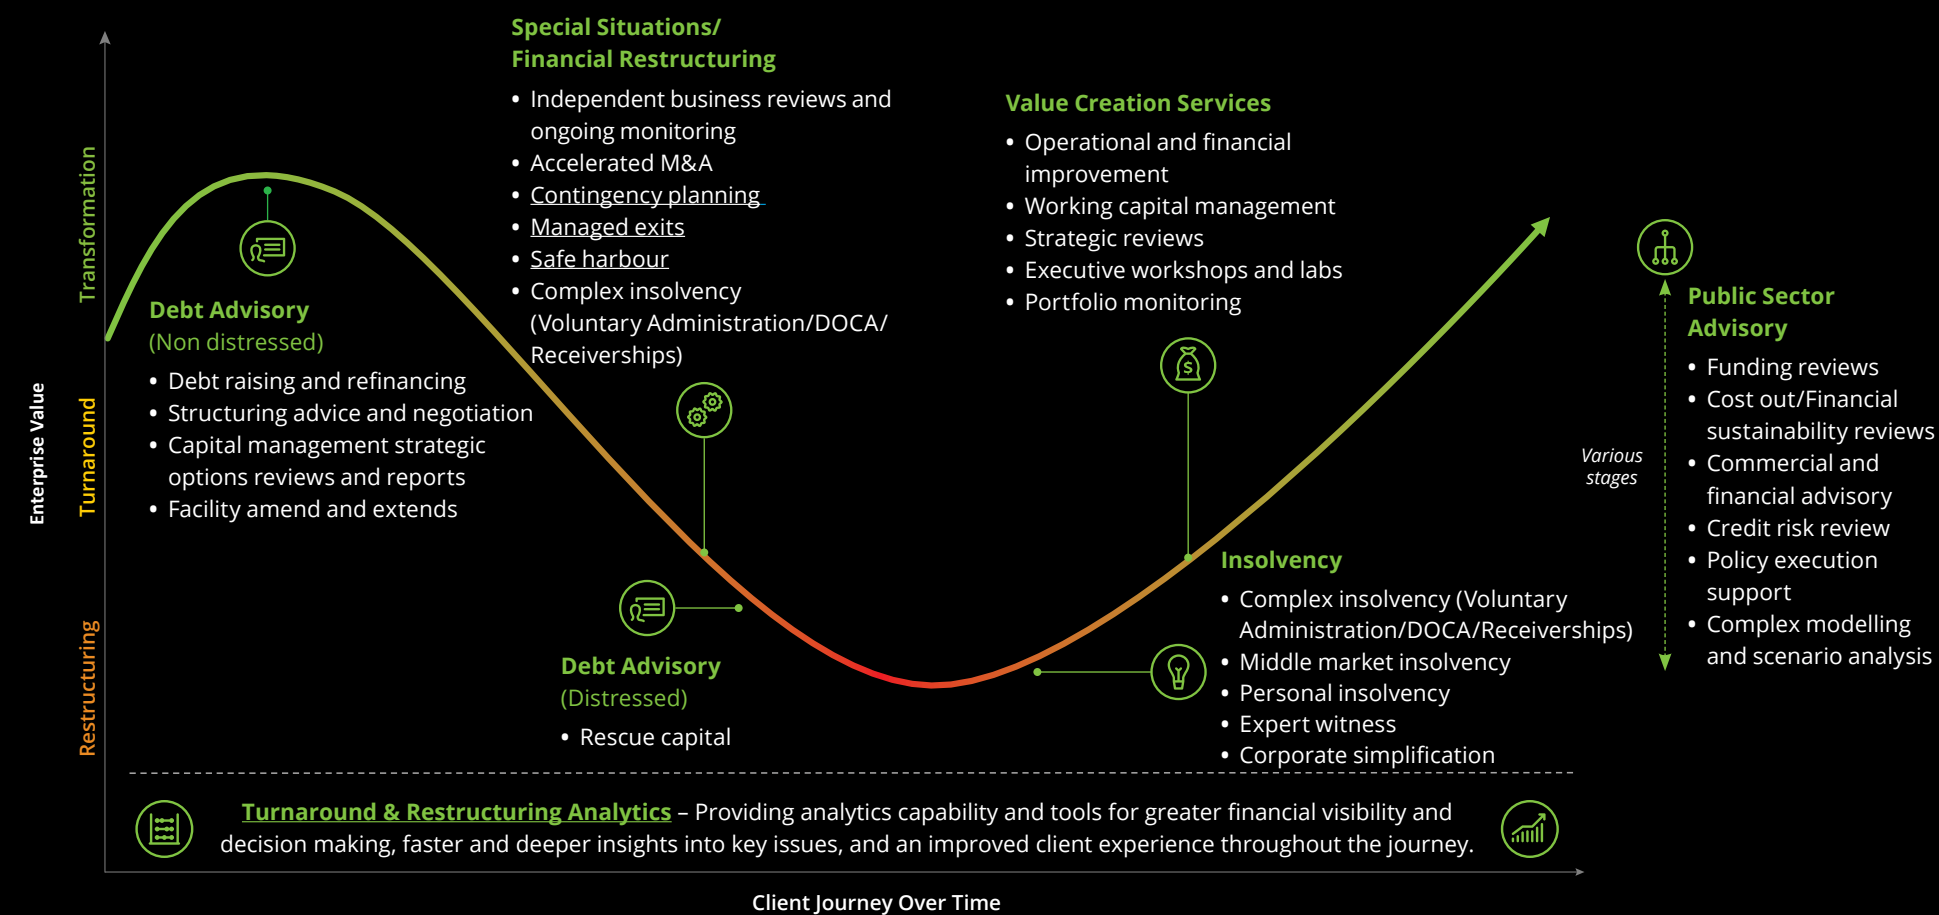 Special Situations/
Financial Restructuring
• Independent business reviews and
ongoing monitoring
• Accelerated M&A
• Contingency planning
• Managed exits
• Safe harbour
• Complex insolvency
(Voluntary Administration/DOCA/
Receiverships)
Value Creation Services
• Operational and financial
improvement
• Working capital management
• Strategic reviews
• Executive workshops and labs
• Portfolio monitoring
Enterprise Value
Transformation
Turnaround
Restructuring
Debt Advisory
(Non distressed)
• Debt raising and refinancing
• Structuring advice and negotiation
• Capital management strategic
options reviews and reports
• Facility amend and extends
Debt Advisory
(Distressed)
• Rescue capital
$
Insolvency
• Complex insolvency (Voluntary
Administration/DOCA/Receiverships)
• Middle market insolvency
• Personal insolvency
• Expert witness
• Corporate simplification
Various
stages
Public Sector
Advisory
• Funding reviews
• Cost out/Financial
sustainability reviews
• Commercial and
financial advisory
• Credit risk review
• Policy execution
support
• Complex modelling
and scenario analysis
Turnaround & Restructuring Analytics – Providing analytics capability and tools for greater financial visibility and
decision making, faster and deeper insights into key issues, and an improved client experience throughout the journey.
Client Journey Over Time